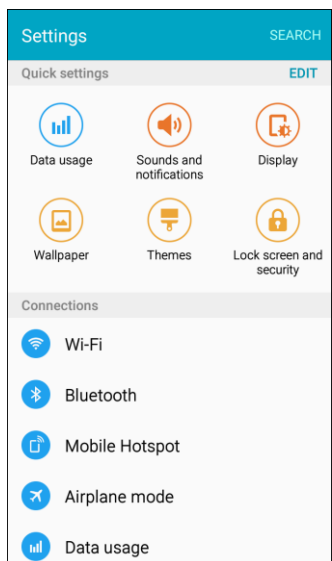 Settings SEARCH
Quick settings EDIT
Data usage
Sounds and
notifications
Display
Wallpaper
Themes
Lock screen and
security
Connections
Wi-Fi
Bluetooth
Mobile Hotspot
Airplane mode
Data usage